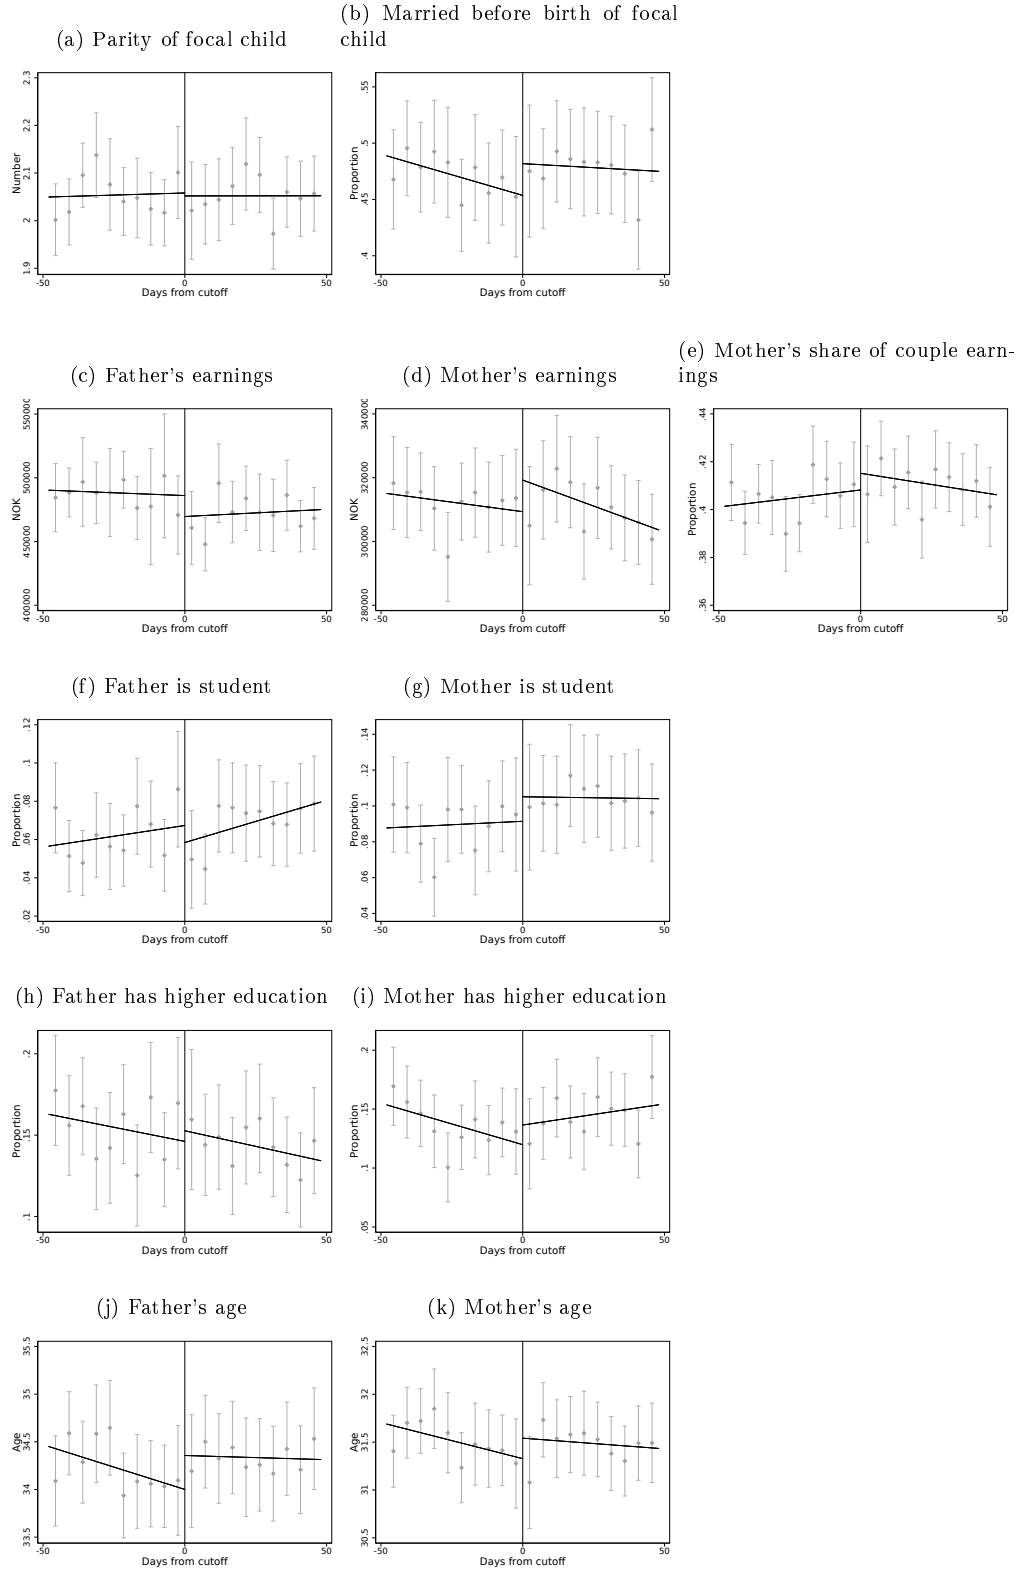 (a) Parity of focal child
(b) Married before birth of focal
child
Number
1.9 2 2.1 2.2 2.3
-50 0 50
Days from cutoff
Proportion
.4 .45 .5 .55
-50 0 50
Days from cutoff
(c) Father's earnings
(d) Mother's earnings
(e) Mother's share of couple earn-
ings
NOK
400000 450000 500000 550000
-50 0 50
Days from cutoff
NOK
280000 300000 320000 340000
-50 0 50
Days from cutoff
Proportion
.36 .38 .4 .42 .44
-50 0 50
Days from cutoff
(f) Father is student
(g) Mother is student
Proportion
.02 .04 .06 .08 .1 .12
-50 0 50
Days from cutoff
Proportion
.04 .06 .08 .1 .12 .14
-50 0 50
Days from cutoff
(h) Father has higher education
(i) Mother has higher education
Proportion
.1 .15 .2
-50 0 50
Days from cutoff
Proportion
.05 .1 .15 .2
-50 0 50
Days from cutoff
(j) Father's age
(k) Mother's age
Age
33.5 34 34.5 35 35.5
-50 0 50
Days from cutoff
Age
30.5 31 31.5 32 32.5
-50 0 50
Days from cutoff